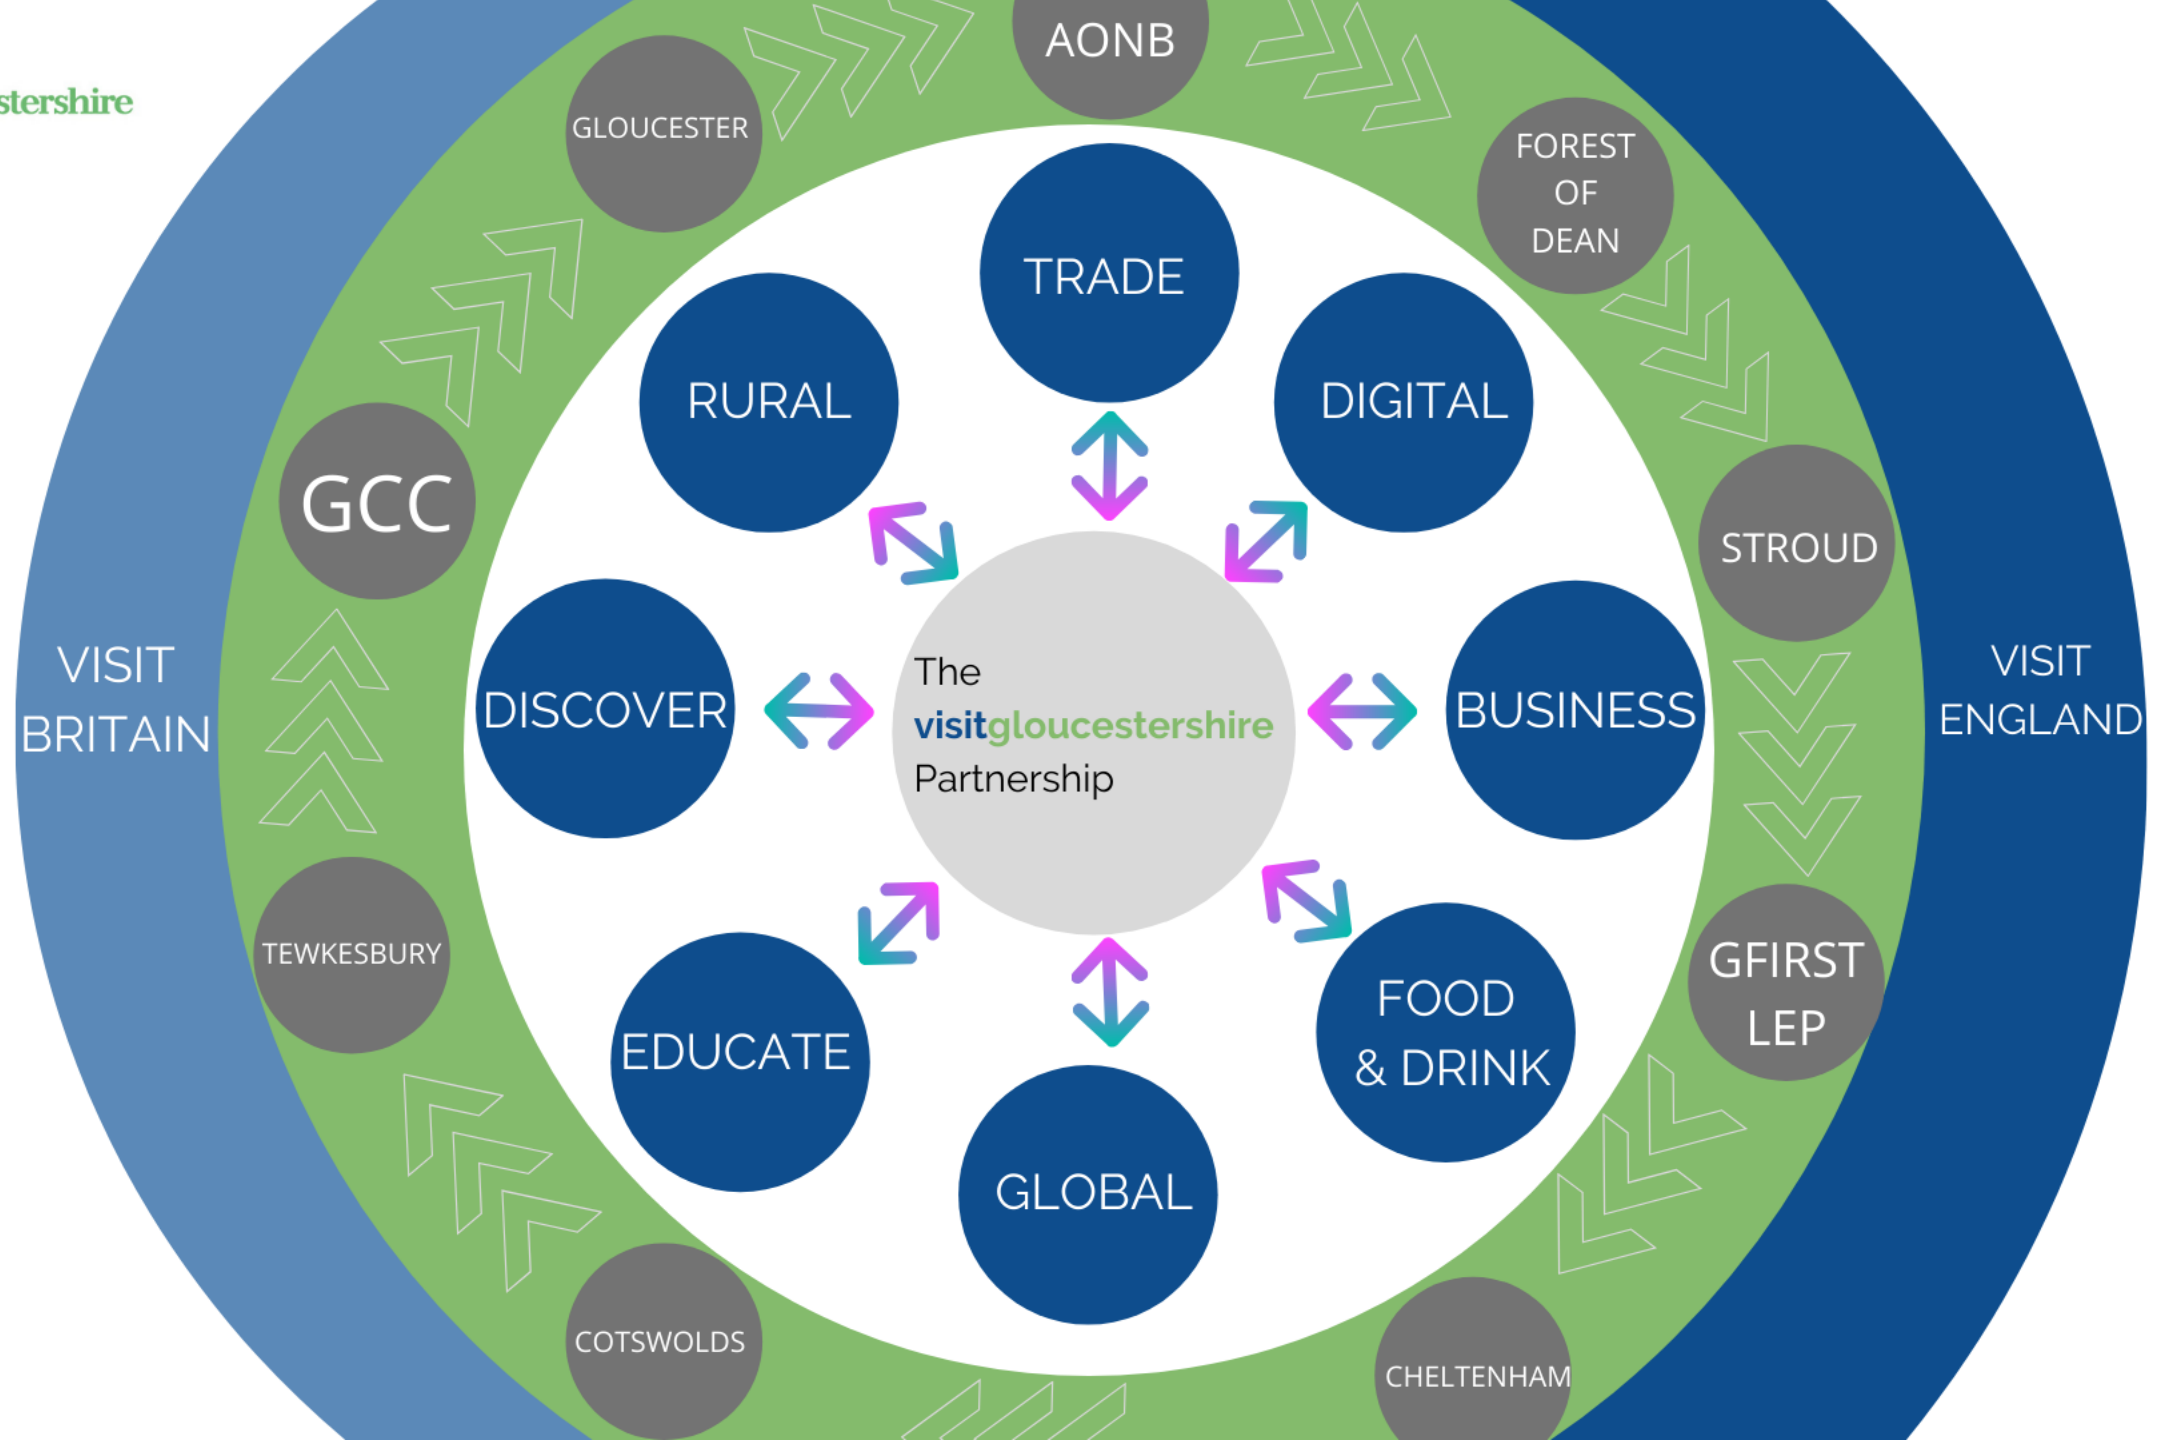 stershire
AONB
GLOUCESTER
FOREST
OF
DEAN
TRADE
RURAL
DIGITAL
GCC
STROUD
VISIT
BRITAIN
DISCOVER
The
visitgloucestershire
Partnership
BUSINESS
VISIT
ENGLAND
TEWKESBURY
GFIRST
LEP
EDUCATE
FOOD
& DRINK
GLOBAL
COTSWOLDS
CHELTENHAM